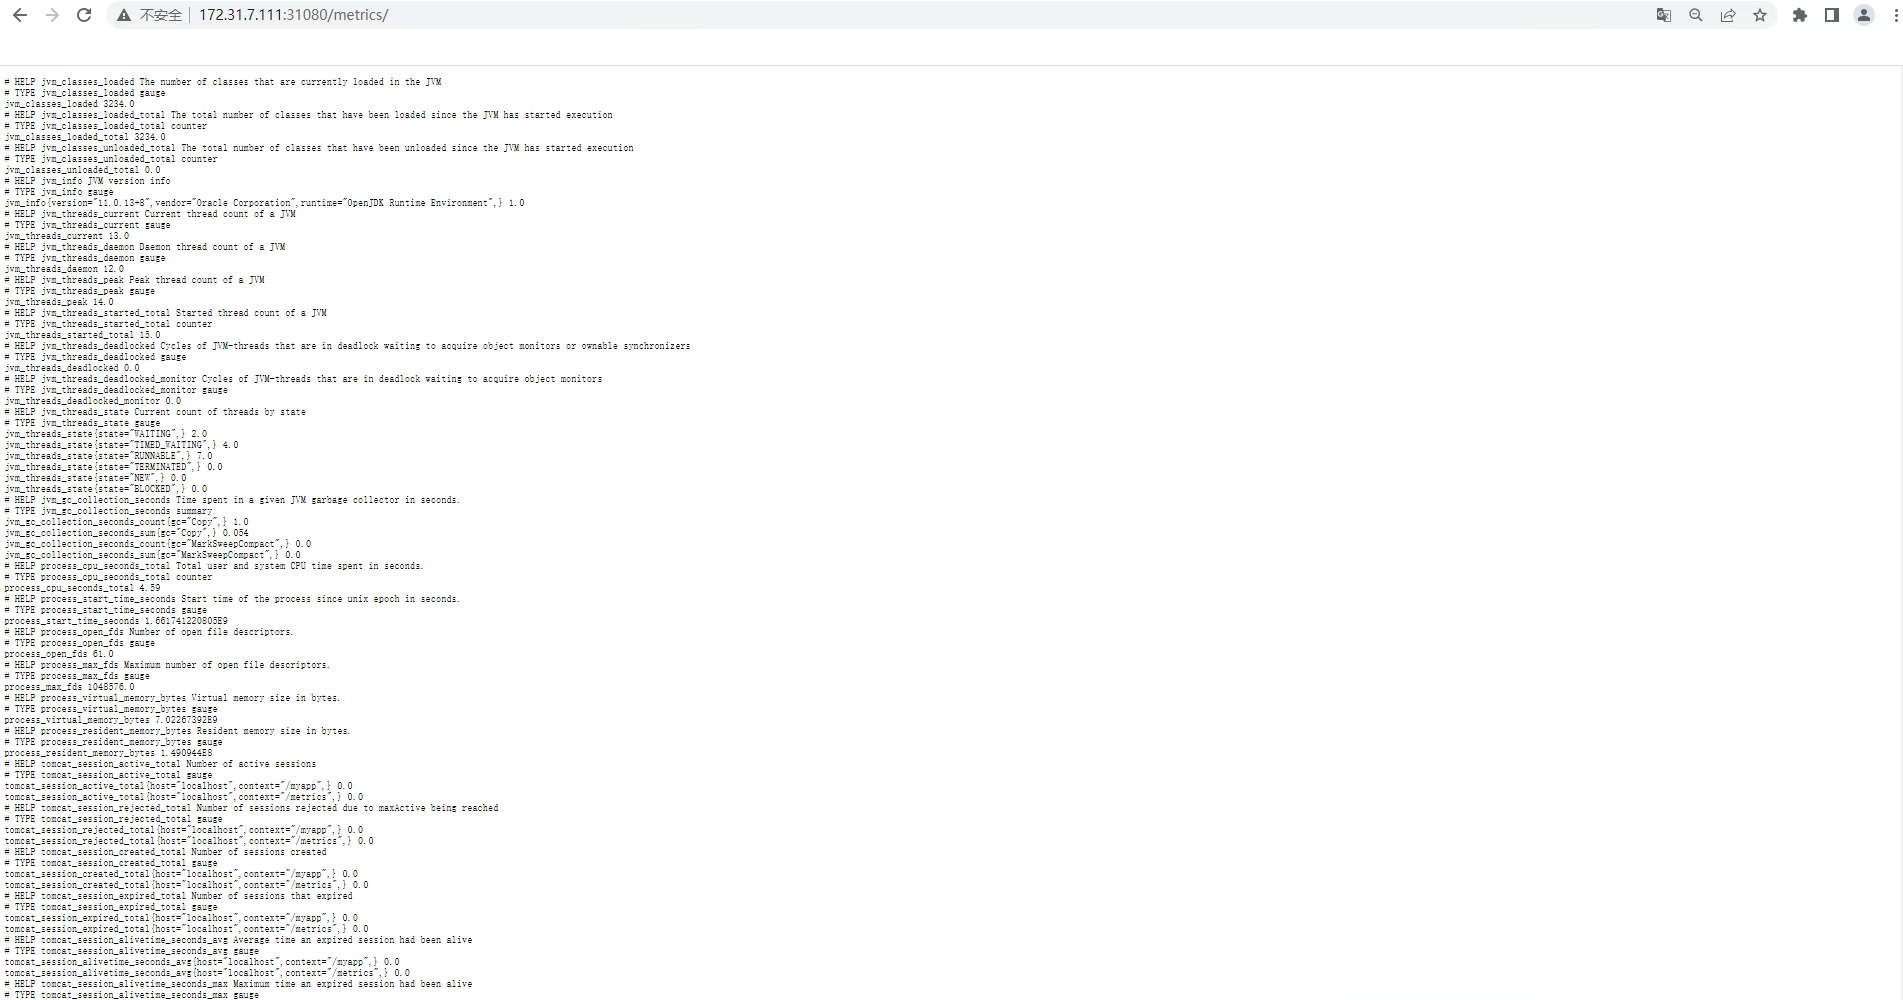 不安全 172.31.7.111:31080/metrics/
# HELP jvm_classes_loaded The number of classes that are currently loaded in the JVM
# TYPE jvm_classes_loaded gauge
jvm_classes_loaded 3234.0
# HELP jvm_classes_loaded_total The total number of classes that have been loaded since the JVM has started execution
# TYPE jvm_classes_loaded_total counter
jvm_classes_loaded_total 3234.0
# HELP jvm_classes_unloaded_total The total number of classes that have been unloaded since the JVM has started execution
# TYPE jvm_classes_unloaded_total counter
jvm_classes_unloaded_total 0.0
# HELP jvm_info JVM version info
# TYPE jvm_info gauge
jvm_info{version="11.0.13+8",vendor="Oracle Corporation",runtime="OpenJDK Runtime Environment",} 1.0
# HELP jvm_threads_current Current thread count of a JVM
# TYPE jvm_threads_current gauge
jvm_threads_current 13.0
# HELP jvm_threads_daemon Daemon thread count of a JVM
# TYPE jvm_threads_daemon gauge
jvm_threads_daemon 12.0
# HELP jvm_threads_peak Peak thread count of a JVM
# TYPE jvm_threads_peak gauge
jvm_threads_peak 14.0
# HELP jvm_threads_started_total Started thread count of a JVM
# TYPE jvm_threads_started_total counter
jvm_threads_started_total 15.0
# HELP jvm_threads_deadlocked Cycles of JVM-threads that are in deadlock waiting to acquire object monitors or ownable synchronizers
# TYPE jvm_threads_deadlocked gauge
jvm_threads_deadlocked 0.0
# HELP jvm_threads_deadlocked_monitor Cycles of JVM-threads that are in deadlock waiting to acquire object monitors
# TYPE jvm_threads_deadlocked_monitor gauge
jvm_threads_deadlocked_monitor 0.0
# HELP jvm_threads_state Current count of threads by state
# TYPE jvm_threads_state gauge
jvm_threads_state{state="WAITING",} 2.0
jvm_threads_state{state="TIMED_WAITING",} 4.0
jvm_threads_state{state="RUNNABLE",} 7.0
jvm_threads_state{state="TERMINATED",} 0.0
jvm_threads_state{state="NEW",} 0.0
jvm_threads_state{state="BLOCKED",} 0.0
# HELP jvm_gc_collection_seconds Time spent in a given JVM garbage collector in seconds.
# TYPE jvm_gc_collection_seconds summary
jvm_gc_collection_seconds_count{gc="Copy",} 1.0
jvm_gc_collection_seconds_sum{gc="Copy",} 0.054
jvm_gc_collection_seconds_count{gc="MarkSweepCompact",} 0.0
jvm_gc_collection_seconds_sum{gc="MarkSweepCompact",} 0.0
# HELP process_cpu_seconds_total Total user and system CPU time spent in seconds.
# TYPE process_cpu_seconds_total counter
process_cpu_seconds_total 4.59
# HELP process_start_time_seconds Start time of the process since unix epoch in seconds.
# TYPE process_start_time_seconds gauge
process_start_time_seconds 1.661741220805E9
# HELP process_open_fds Number of open file descriptors.
# TYPE process_open_fds gauge
process_open_fds 61.0
# HELP process_max_fds Maximum number of open file descriptors.
# TYPE process_max_fds gauge
process_max_fds 1048576.0
# HELP process_virtual_memory_bytes Virtual memory size in bytes.
# TYPE process_virtual_memory_bytes gauge
process_virtual_memory_bytes 7.02267392E9
# HELP process_resident_memory_bytes Resident memory size in bytes.
# TYPE process_resident_memory_bytes gauge
process_resident_memory_bytes 1.490944E8
# HELP tomcat_session_active_total Number of active sessions
# TYPE tomcat_session_active_total gauge
tomcat_session_active_total{host="localhost",context="/myapp",} 0.0
tomcat_session_active_total{host="localhost",context="/metrics",} 0.0
# HELP tomcat_session_rejected_total Number of sessions rejected due to maxActive being reached
# TYPE tomcat_session_rejected_total gauge
tomcat_session_rejected_total{host="localhost",context="/myapp",} 0.0
tomcat_session_rejected_total{host="localhost",context="/metrics",} 0.0
# HELP tomcat_session_created_total Number of sessions created
# TYPE tomcat_session_created_total gauge
tomcat_session_created_total{host="localhost",context="/myapp",} 0.0
tomcat_session_created_total{host="localhost",context="/metrics",} 0.0
# HELP tomcat_session_expired_total Number of sessions that expired
# TYPE tomcat_session_expired_total gauge
tomcat_session_expired_total{host="localhost",context="/myapp",} 0.0
tomcat_session_expired_total{host="localhost",context="/metrics",} 0.0
# HELP tomcat_session_alivetime_seconds_avg Average time an expired session had been alive
# TYPE tomcat_session_alivetime_seconds_avg gauge
tomcat_session_alivetime_seconds_avg{host="localhost",context="/myapp",} 0.0
tomcat_session_alivetime_seconds_avg{host="localhost",context="/metrics",} 0.0
# HELP tomcat_session_alivetime_seconds_max Maximum time an expired session had been alive
# TYPE tomcat_session_alivetime_seconds_max gauge